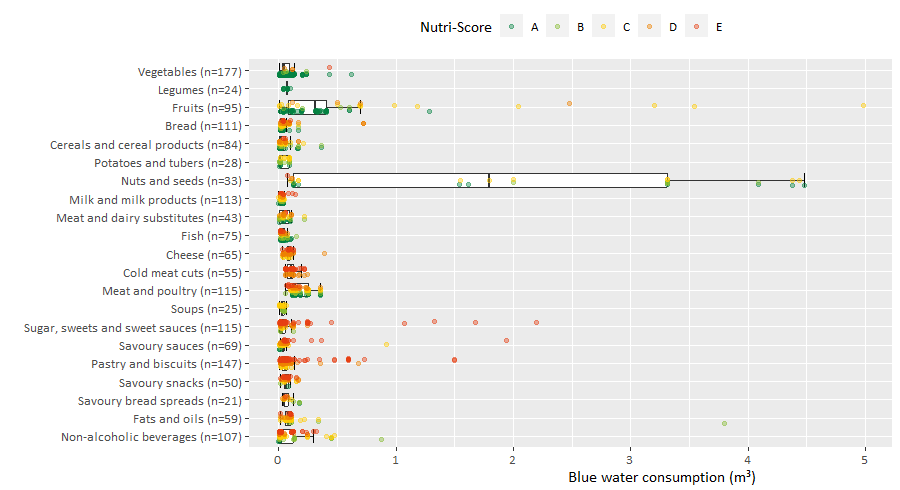 Nutri-Score A B C D E
Vegetables (n=177)
Legumes (n=24)
Fruits (n=95)
Bread (n=111)
Cereals and cereal products (n=84)
Potatoes and tubers (n=28)
Nuts and seeds (n=33)
Milk and milk products (n=113)
Meat and dairy substitutes (n=43)
Fish (n=75)
Cheese (n=65)
Cold meat cuts (n=55)
Meat and poultry (n=115)
Soups (n=25)
Sugar, sweets and sweet sauces (n=115)
Savoury sauces (n=69)
Pastry and biscuits (n=147)
Savoury snacks (n=50)
Savoury bread spreads (n=21)
Fats and oils (n=59)
Non-alcoholic beverages (n=107)
0 1 2 3 4 5
Blue water consumption (m³)